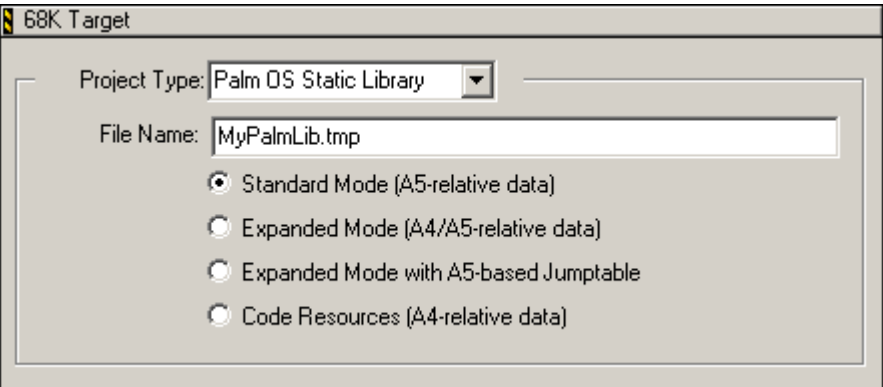 68K Target
Project Type: Palm OS Static Library
File Name: MyPalmLib.tmp
Standard Mode (A5-relative data)
Expanded Mode (A4/A5-relative data)
Expanded Mode with A5-based Jumptable
Code Resources (A4-relative data)